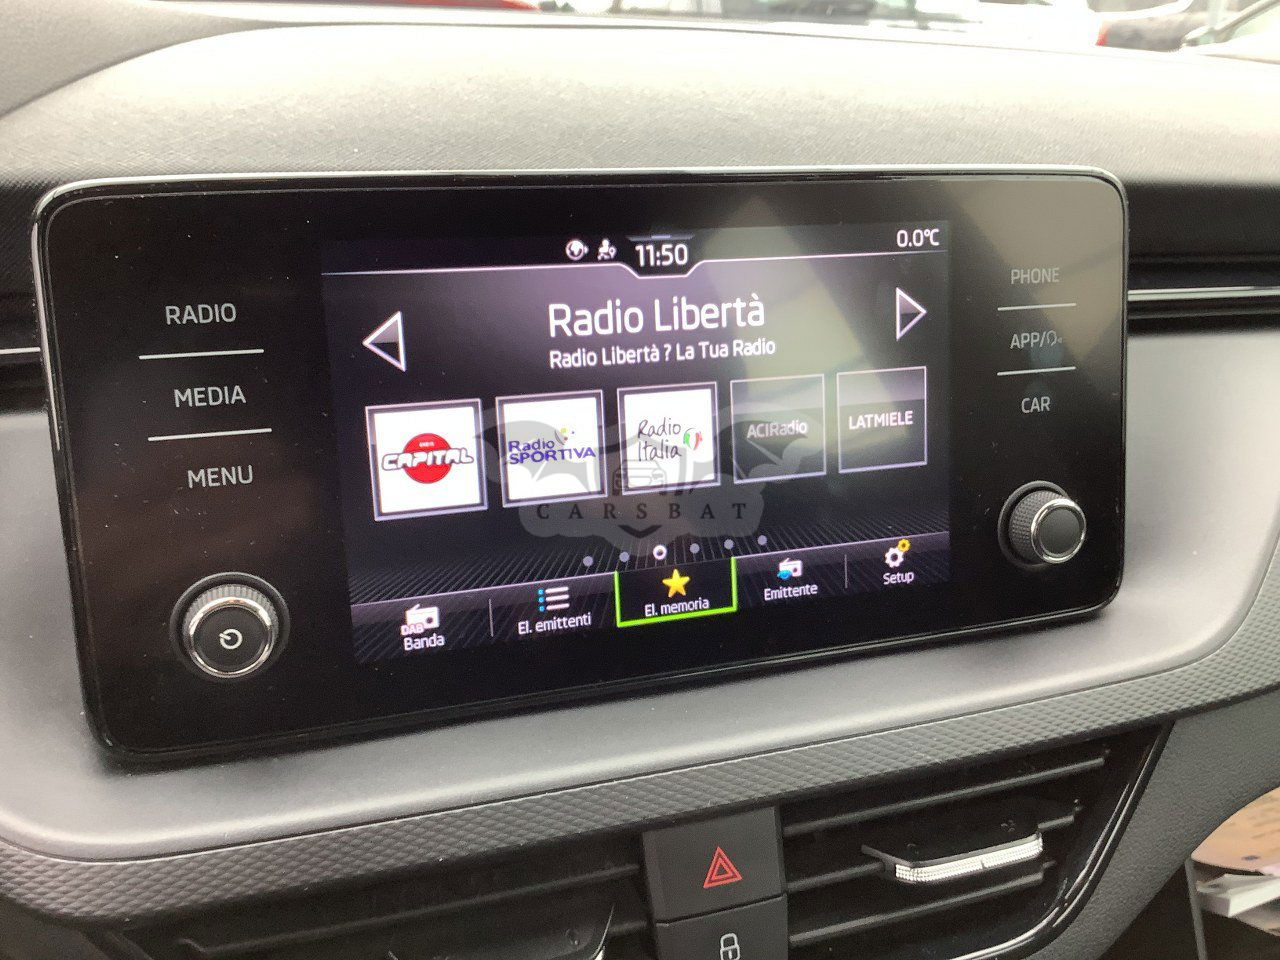 11:50
0.0°C
RADIO
MEDIA
MENU
PHONE
APP/
CAR
Radio Libertà
Radio Libertà ? La Tua Radio
CAPITAL
Radio
SPORTIVA
Radio
Italia
ACIRadio
LATMIELE
CARSBAT
DAB
Banda
El. emittenti
El. memoria
Emittente
Setup